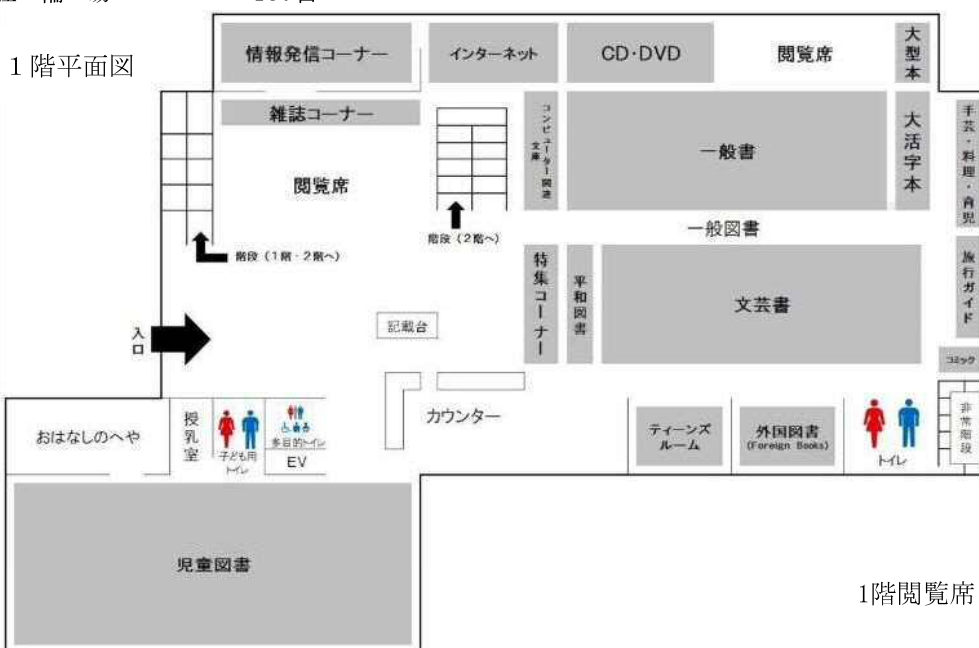 1階平面図
情報発信コーナー
インターネット
CD・DVD
閲覧席
大型本
雑誌コーナー
コンピューター関連
文庫
一般書
大活字本
手芸・料理・育児
閲覧席
階段(2階へ)
一般図書
階段(1階・2階へ)
特集コーナー
平和図書
文芸書
旅行ガイド
入口
記載台
コミック
おはなしのへや
授乳室
子ども用
トイレ
多目的トイレ
EV
カウンター
ティーンズ
ルーム
外国図書
(Foreign Books)
トイレ
非常階段
児童図書
1階閲覧席